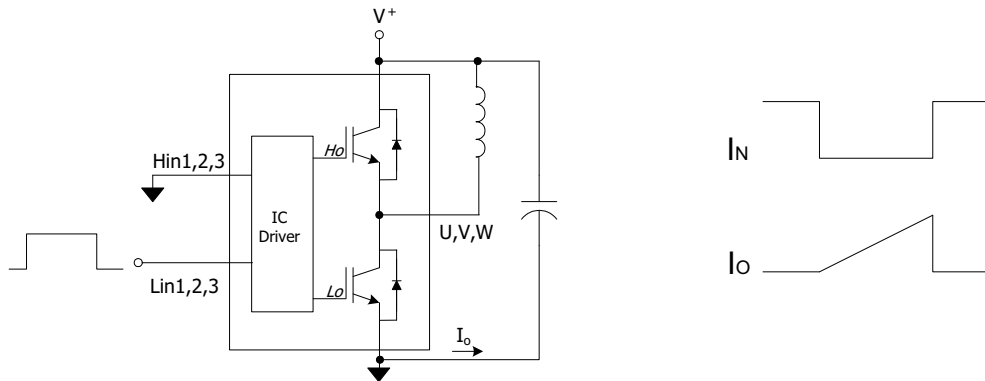 V+
Hin1,2,3
Ho
IC
Driver
U,V,W
Lin1,2,3
Lo
Io
IN
IO